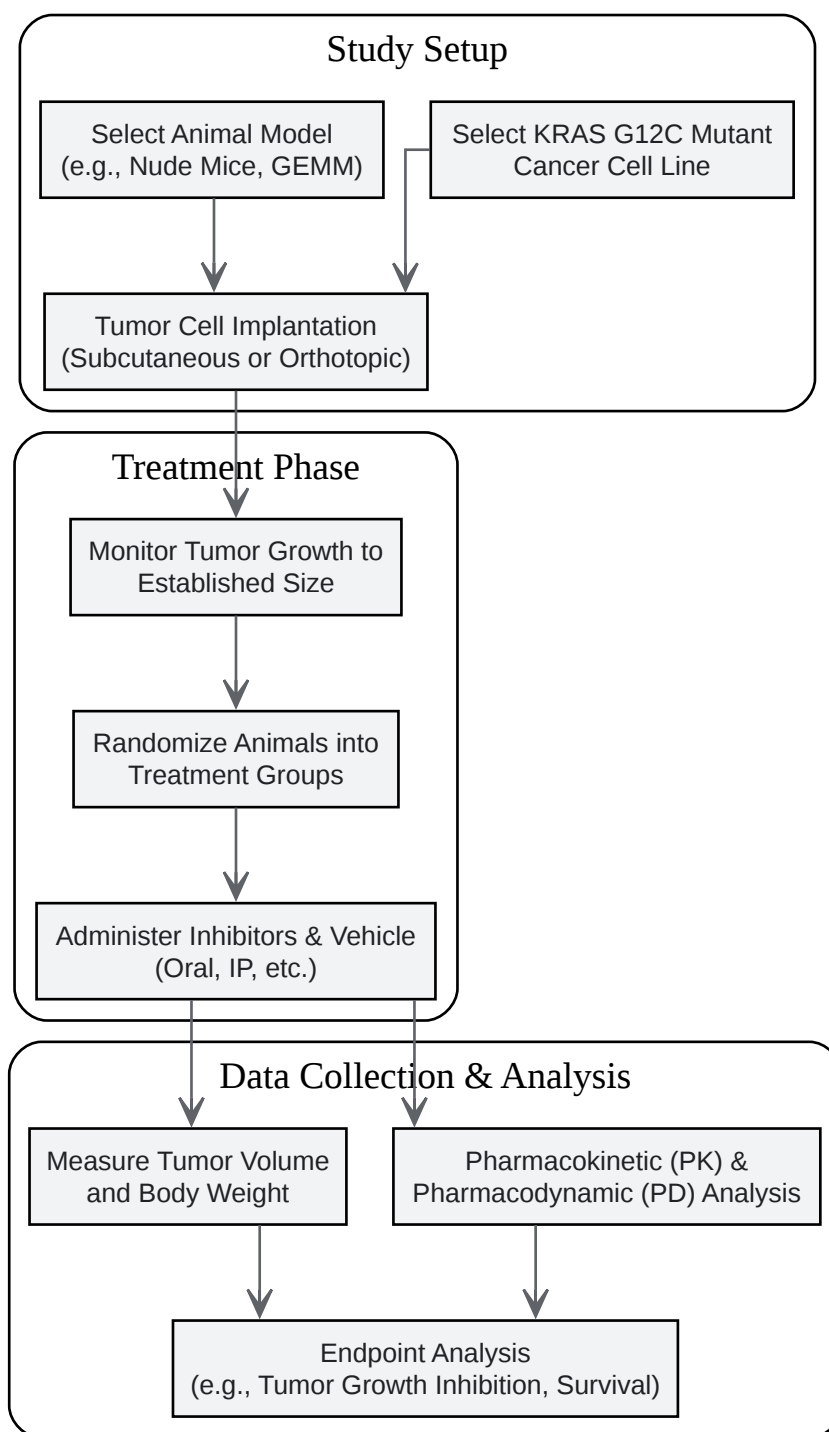 Study Setup
Select Animal Model
(e.g., Nude Mice, GEMM)
Select KRAS G12C Mutant
Cancer Cell Line
Tumor Cell Implantation
(Subcutaneous or Orthotopic)
Treatment Phase
Monitor Tumor Growth to
Established Size
Randomize Animals into
Treatment Groups
Administer Inhibitors & Vehicle
(Oral, IP, etc.)
Data Collection & Analysis
Measure Tumor Volume
and Body Weight
Pharmacokinetic (PK) &
Pharmacodynamic (PD) Analysis
Endpoint Analysis
(e.g., Tumor Growth Inhibition, Survival)